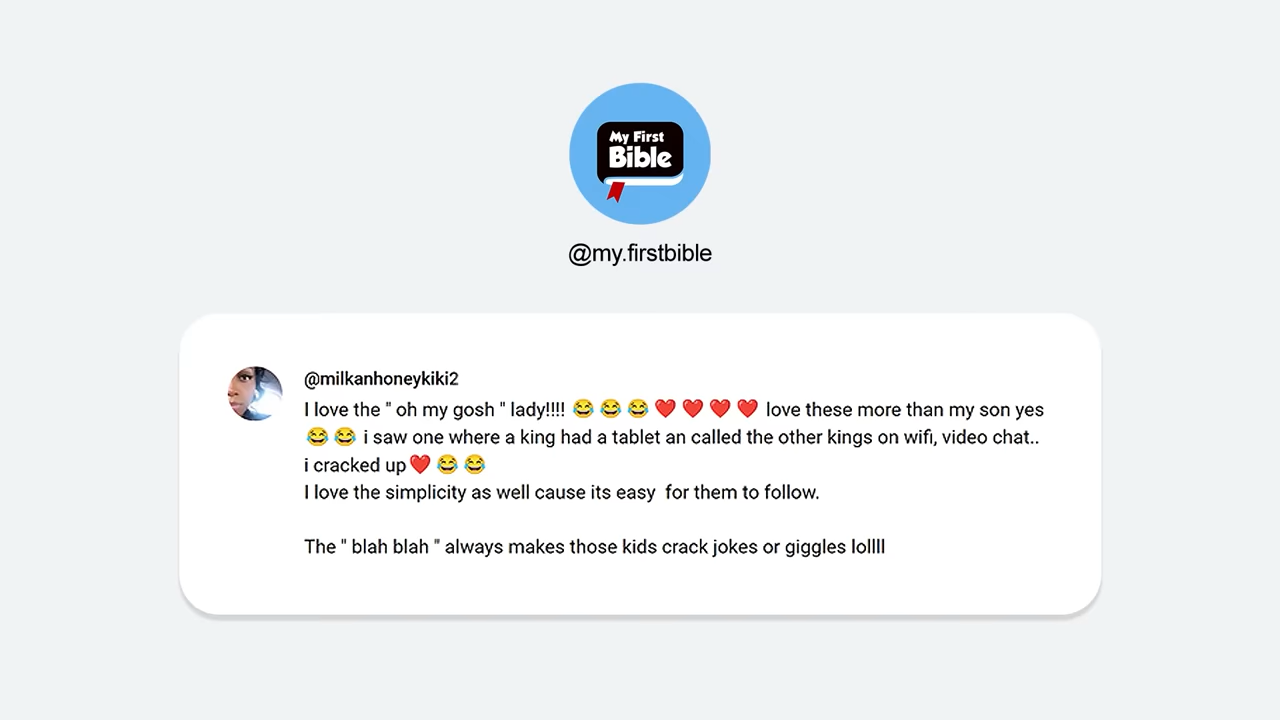 My First
Bible
@my.firstbible
@milkanhoneykiki2
I love the " oh my gosh " lady!!!! 😂 😂 😂 ❤️ ❤️ ❤️ ❤️ love these more than my son yes
😂 😂 i saw one where a king had a tablet an called the other kings on wifi, video chat..
i cracked up❤️ 😂 😂
I love the simplicity as well cause its easy  for them to follow.
The " blah blah " always makes those kids crack jokes or giggles lollll